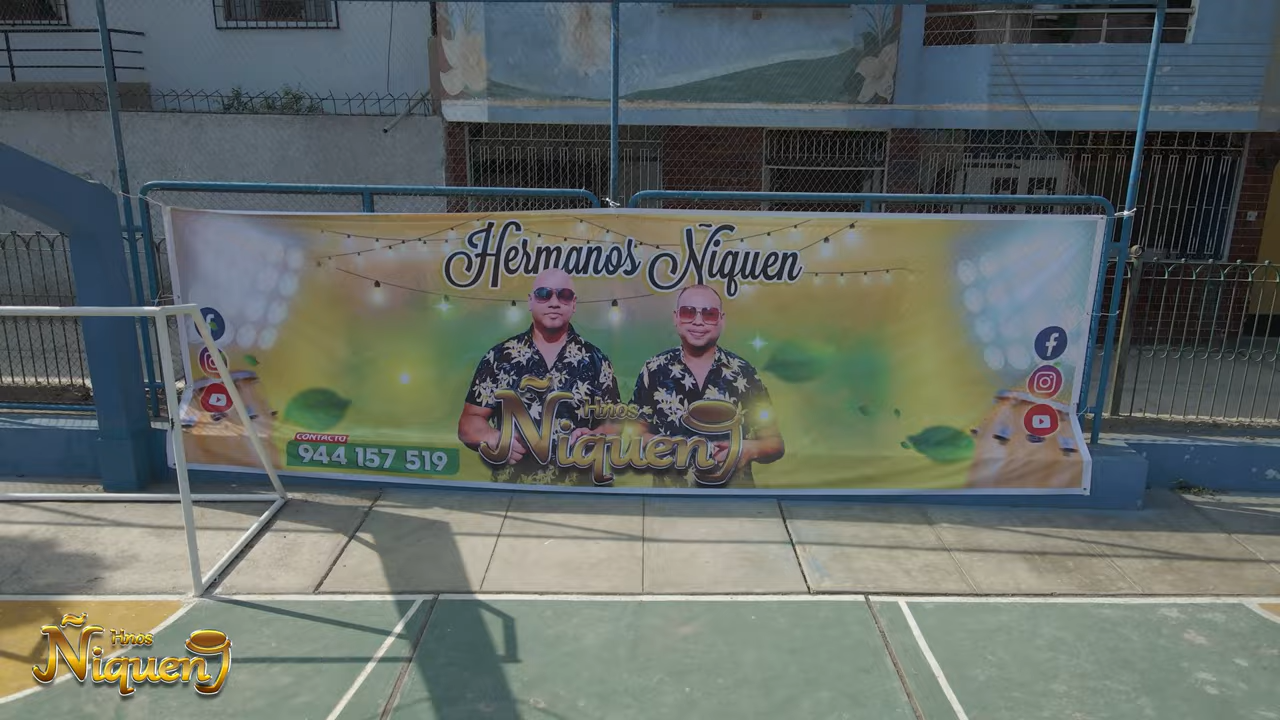 Hermanos Ñiquen
Hnos
Ñiquen
CONTACTO
944 157 519
Hnos
Ñiquen